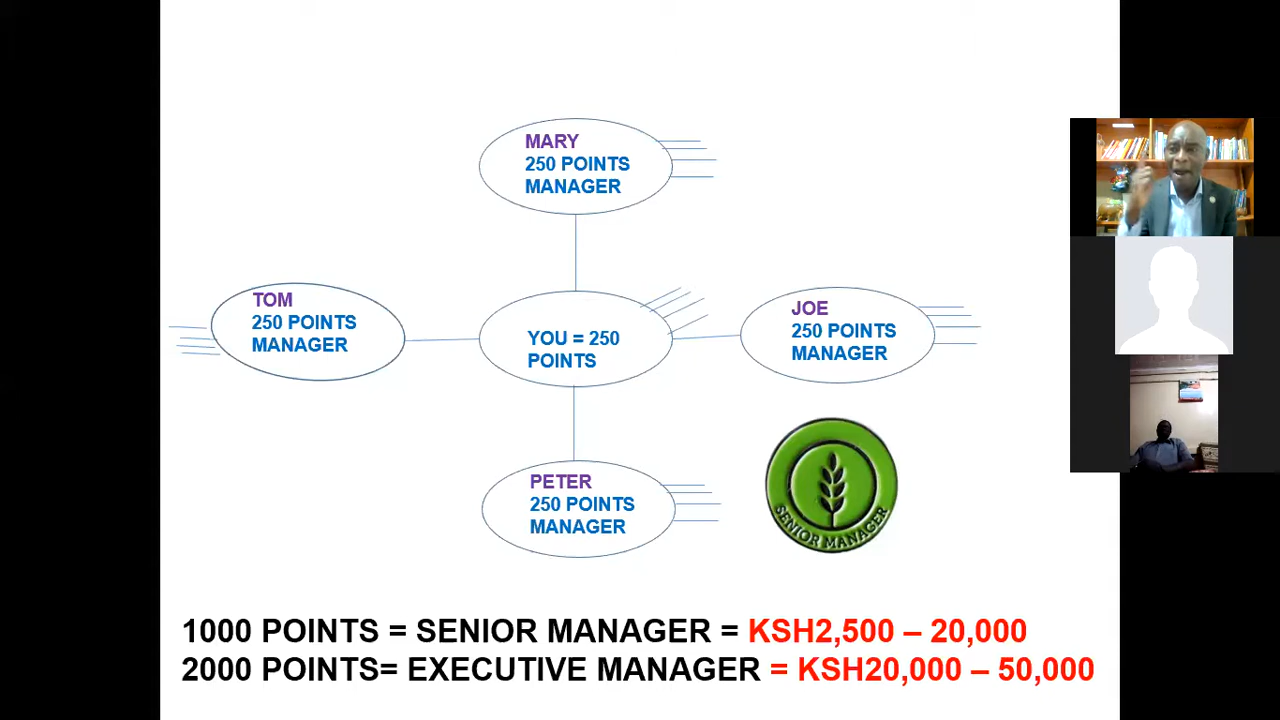 MARY
250 POINTS
MANAGER
TOM
250 POINTS
MANAGER
YOU = 250
POINTS
JOE
250 POINTS
MANAGER
PETER
250 POINTS
MANAGER
SENIOR MANAGER
1000 POINTS = SENIOR MANAGER = KSH2,500 – 20,000
2000 POINTS= EXECUTIVE MANAGER = KSH20,000 – 50,000